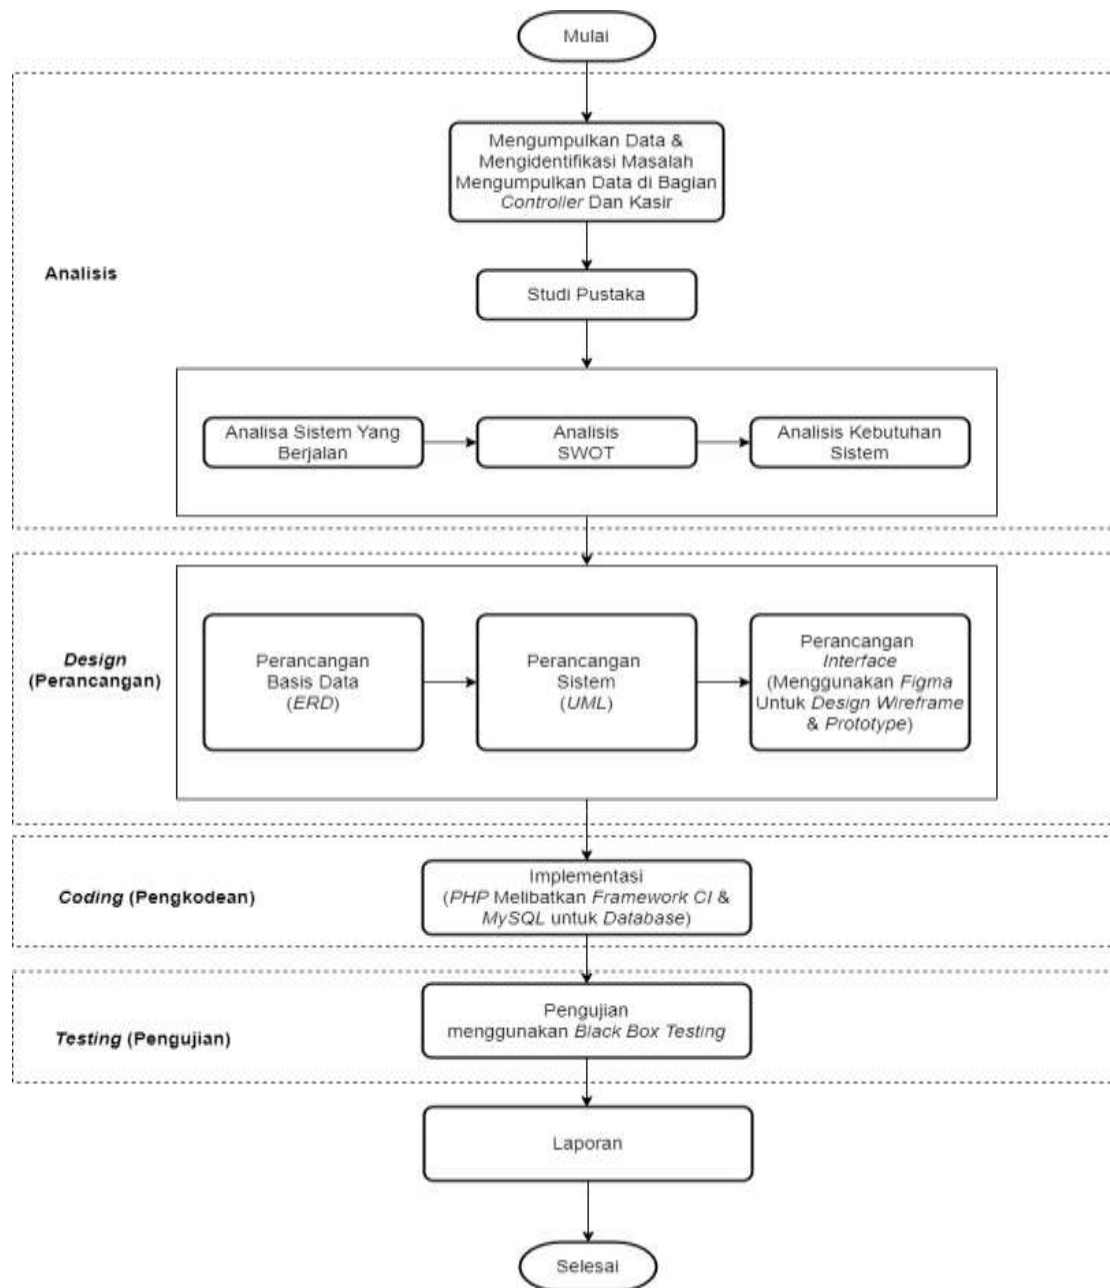 Mulai
Mengumpulkan Data &
Mengidentifikasi Masalah
Mengumpulkan Data di Bagian
Controller Dan Kasir
Analisis
Studi Pustaka
Analisa Sistem Yang
Berjalan
Analisis
SWOT
Analisis Kebutuhan
Sistem
Design
(Perancangan)
Perancangan
Basis Data
(ERD)
Perancangan
Sistem
(UML)
Perancangan
Interface
(Menggunakan Figma
Untuk Design Wireframe
& Prototype)
Coding (Pengkodean)
Implementasi
(PHP Melibatkan Framework CI &
MySQL untuk Database)
Testing (Pengujian)
Pengujian
menggunakan Black Box Testing
Laporan
Selesai